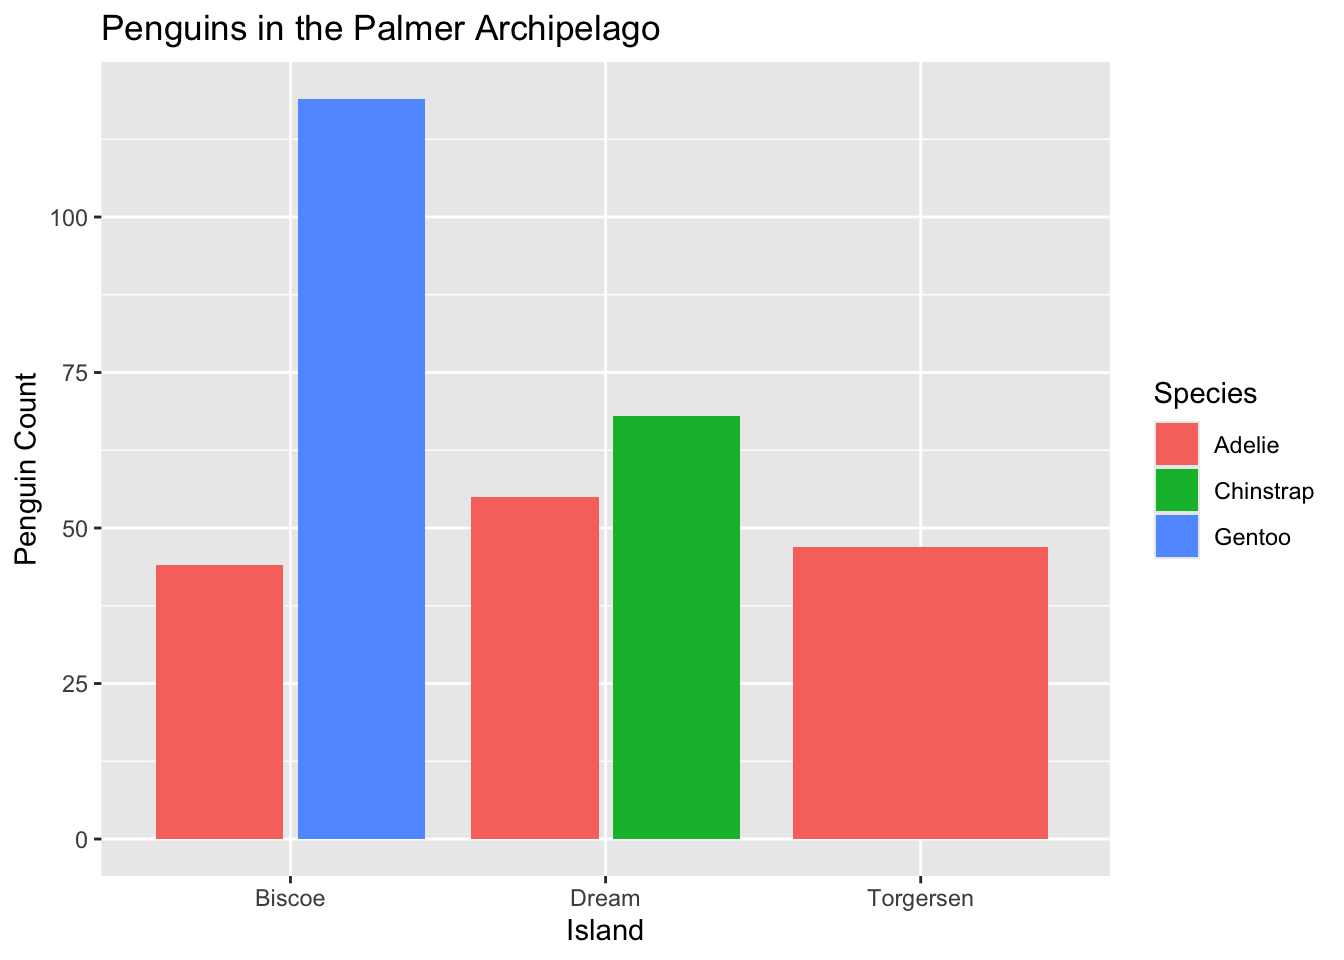 Penguins in the Palmer Archipelago
Penguin Count
100
75
50
25
0
Biscoe
Dream
Torgersen
Island
Species
Adelie
Chinstrap
Gentoo